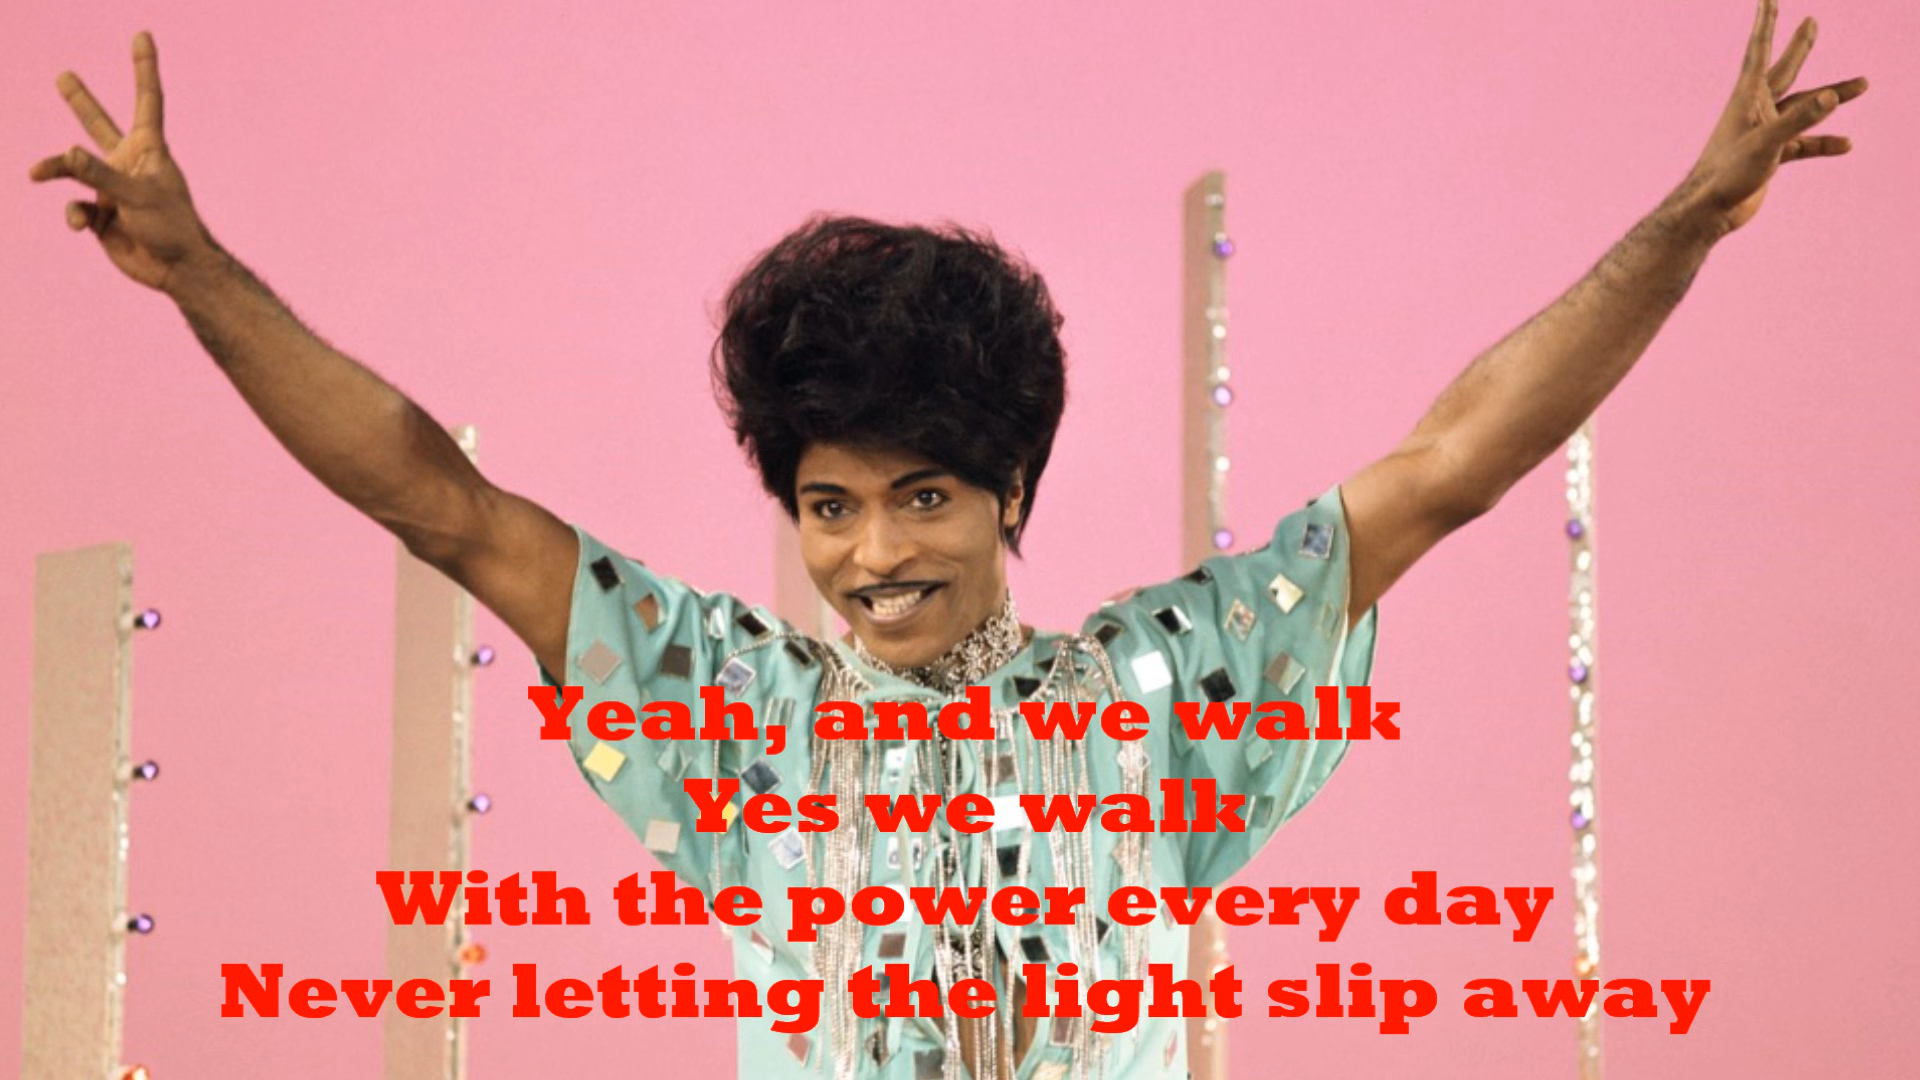 Yeah, and we walk
Yes we walk
With the power every day
Never letting the light slip away